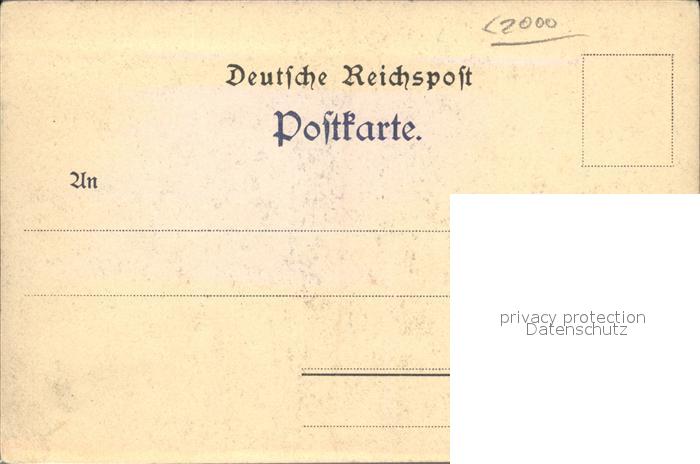 <2000
Deutsche Reichspost
Postkarte.
An
privacy protection
Datenschutz